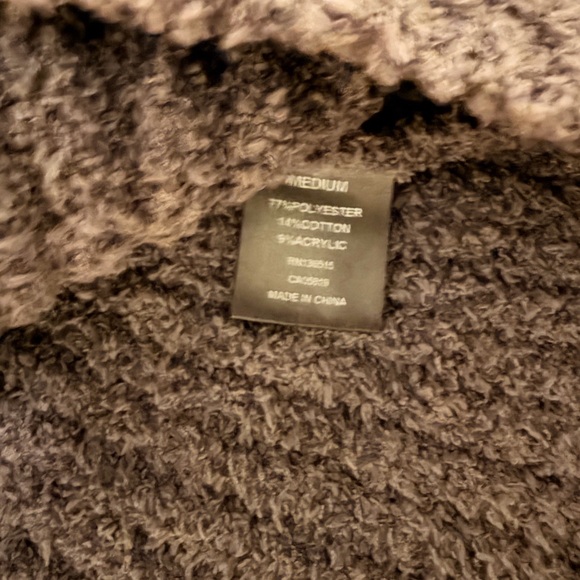 MEDIUM
77%POLYESTER
14%COTTON
9%ACRYLIC
MADE IN CHINA